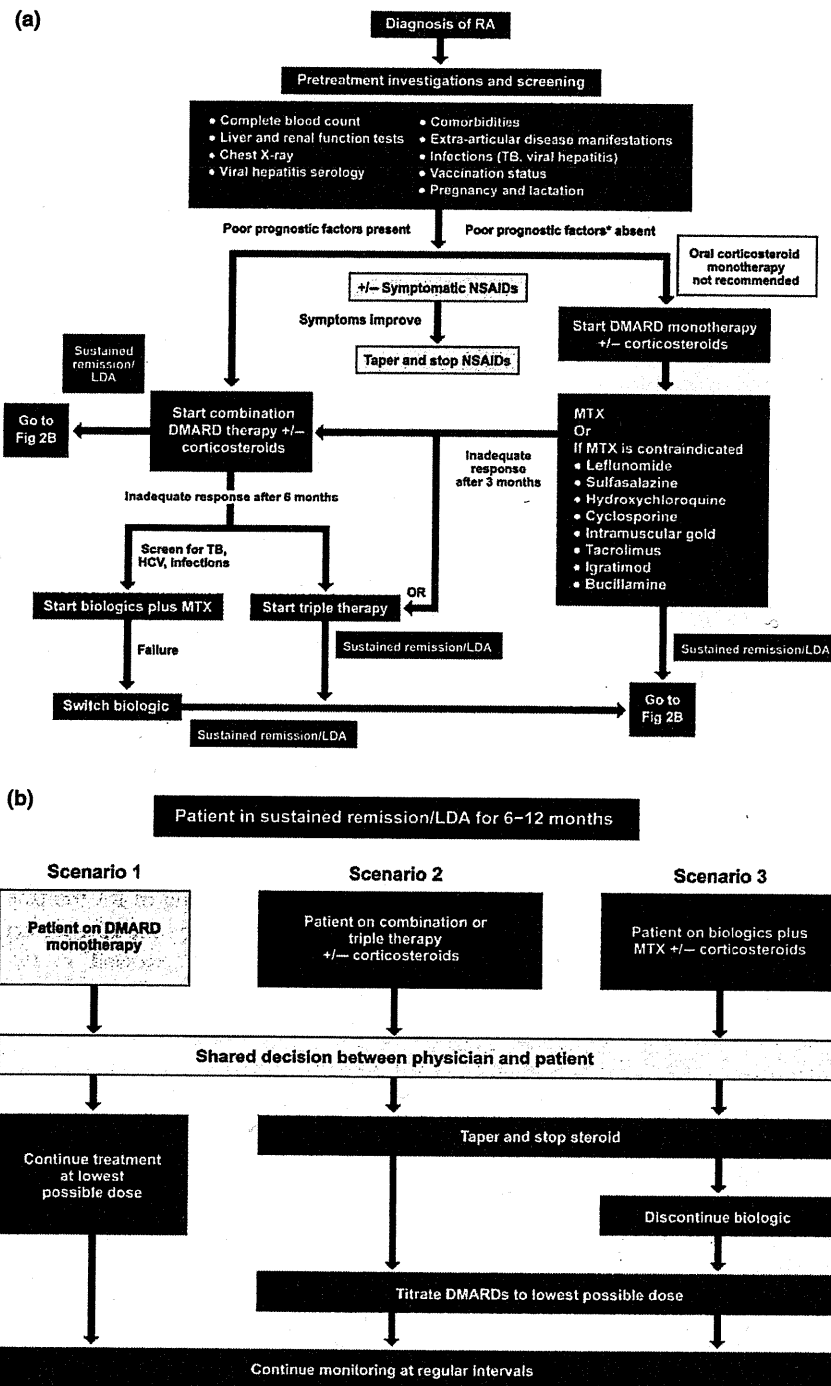 (a)
Diagnosis of RA
Pretreatment investigations and screening
• Complete blood count
• Liver and renal function tests
• Chest X-ray
• Viral hepatitis serology
• Comorbidities
• Extra-articular disease manifestations
• Infections (TB, viral hepatitis)
• Vaccination status
• Pregnancy and lactation
Poor prognostic factors present
Poor prognostic factors* absent
Oral corticosteroid
monotherapy
not recommended
+/— Symptomatic NSAIDs
Symptoms improve
Taper and stop NSAIDs
Start DMARD monotherapy
+/— corticosteroids
Sustained
remission/
LDA
Go to
Fig 2B
Start combination
DMARD therapy +/—
corticosteroids
Inadequate
response
after 3 months
MTX
Or
If MTX is contraindicated
• Leflunomide
• Sulfasalazine
• Hydroxychloroquine
• Cyclosporine
• Intramuscular gold
• Tacrolimus
• Igratimod
• Bucillamine
Inadequate response after 6 months
Screen for TB,
HCV, infections
OR
Start biologics plus MTX
Start triple therapy
Failure
Sustained remission/LDA
Sustained remission/LDA
Switch biologic
Sustained remission/LDA
Go to
Fig 2B
(b)
Patient in sustained remission/LDA for 6–12 months
Scenario 1
Scenario 2
Scenario 3
Patient on DMARD
monotherapy
Patient on combination or
triple therapy
+/— corticosteroids
Patient on biologics plus
MTX +/— corticosteroids
Shared decision between physician and patient
Continue treatment
at lowest
possible dose
Taper and stop steroid
Discontinue biologic
Titrate DMARDs to lowest possible dose
Continue monitoring at regular intervals